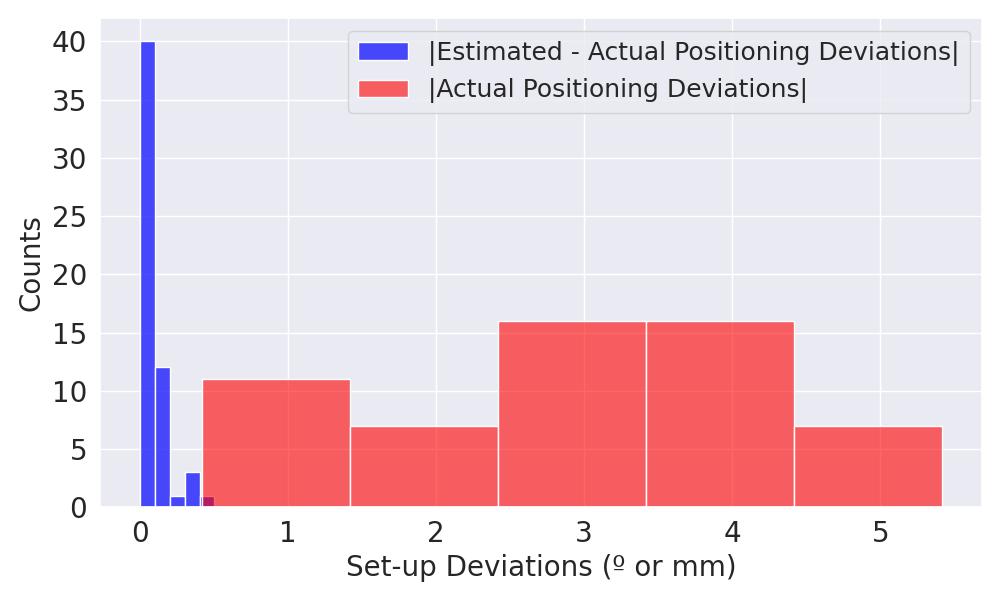 |Estimated - Actual Positioning Deviations|
|Actual Positioning Deviations|
40
35
30
25
20
15
10
5
0
Counts
0 1 2 3 4 5
Set-up Deviations (º or mm)